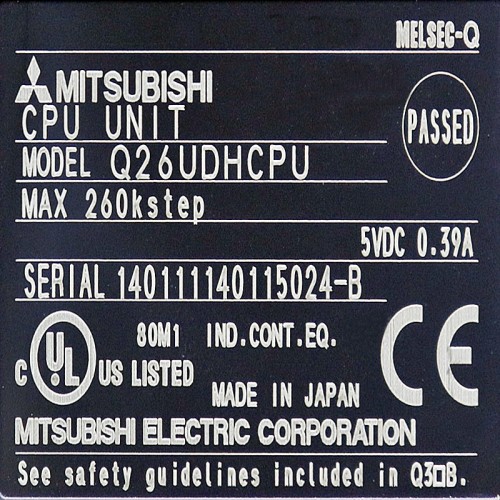 MELSEC-Q
MITSUBISHI
CPU UNIT
PASSED
MODEL Q26UDHCPU
MAX 260kstep
5VDC 0.39A
SERIAL 140111140115024-B
C UL US LISTED
80M1 IND.CONT.EQ.
CE
MADE IN JAPAN
MITSUBISHI ELECTRIC CORPORATION
See safety guidelines included in Q3□B.